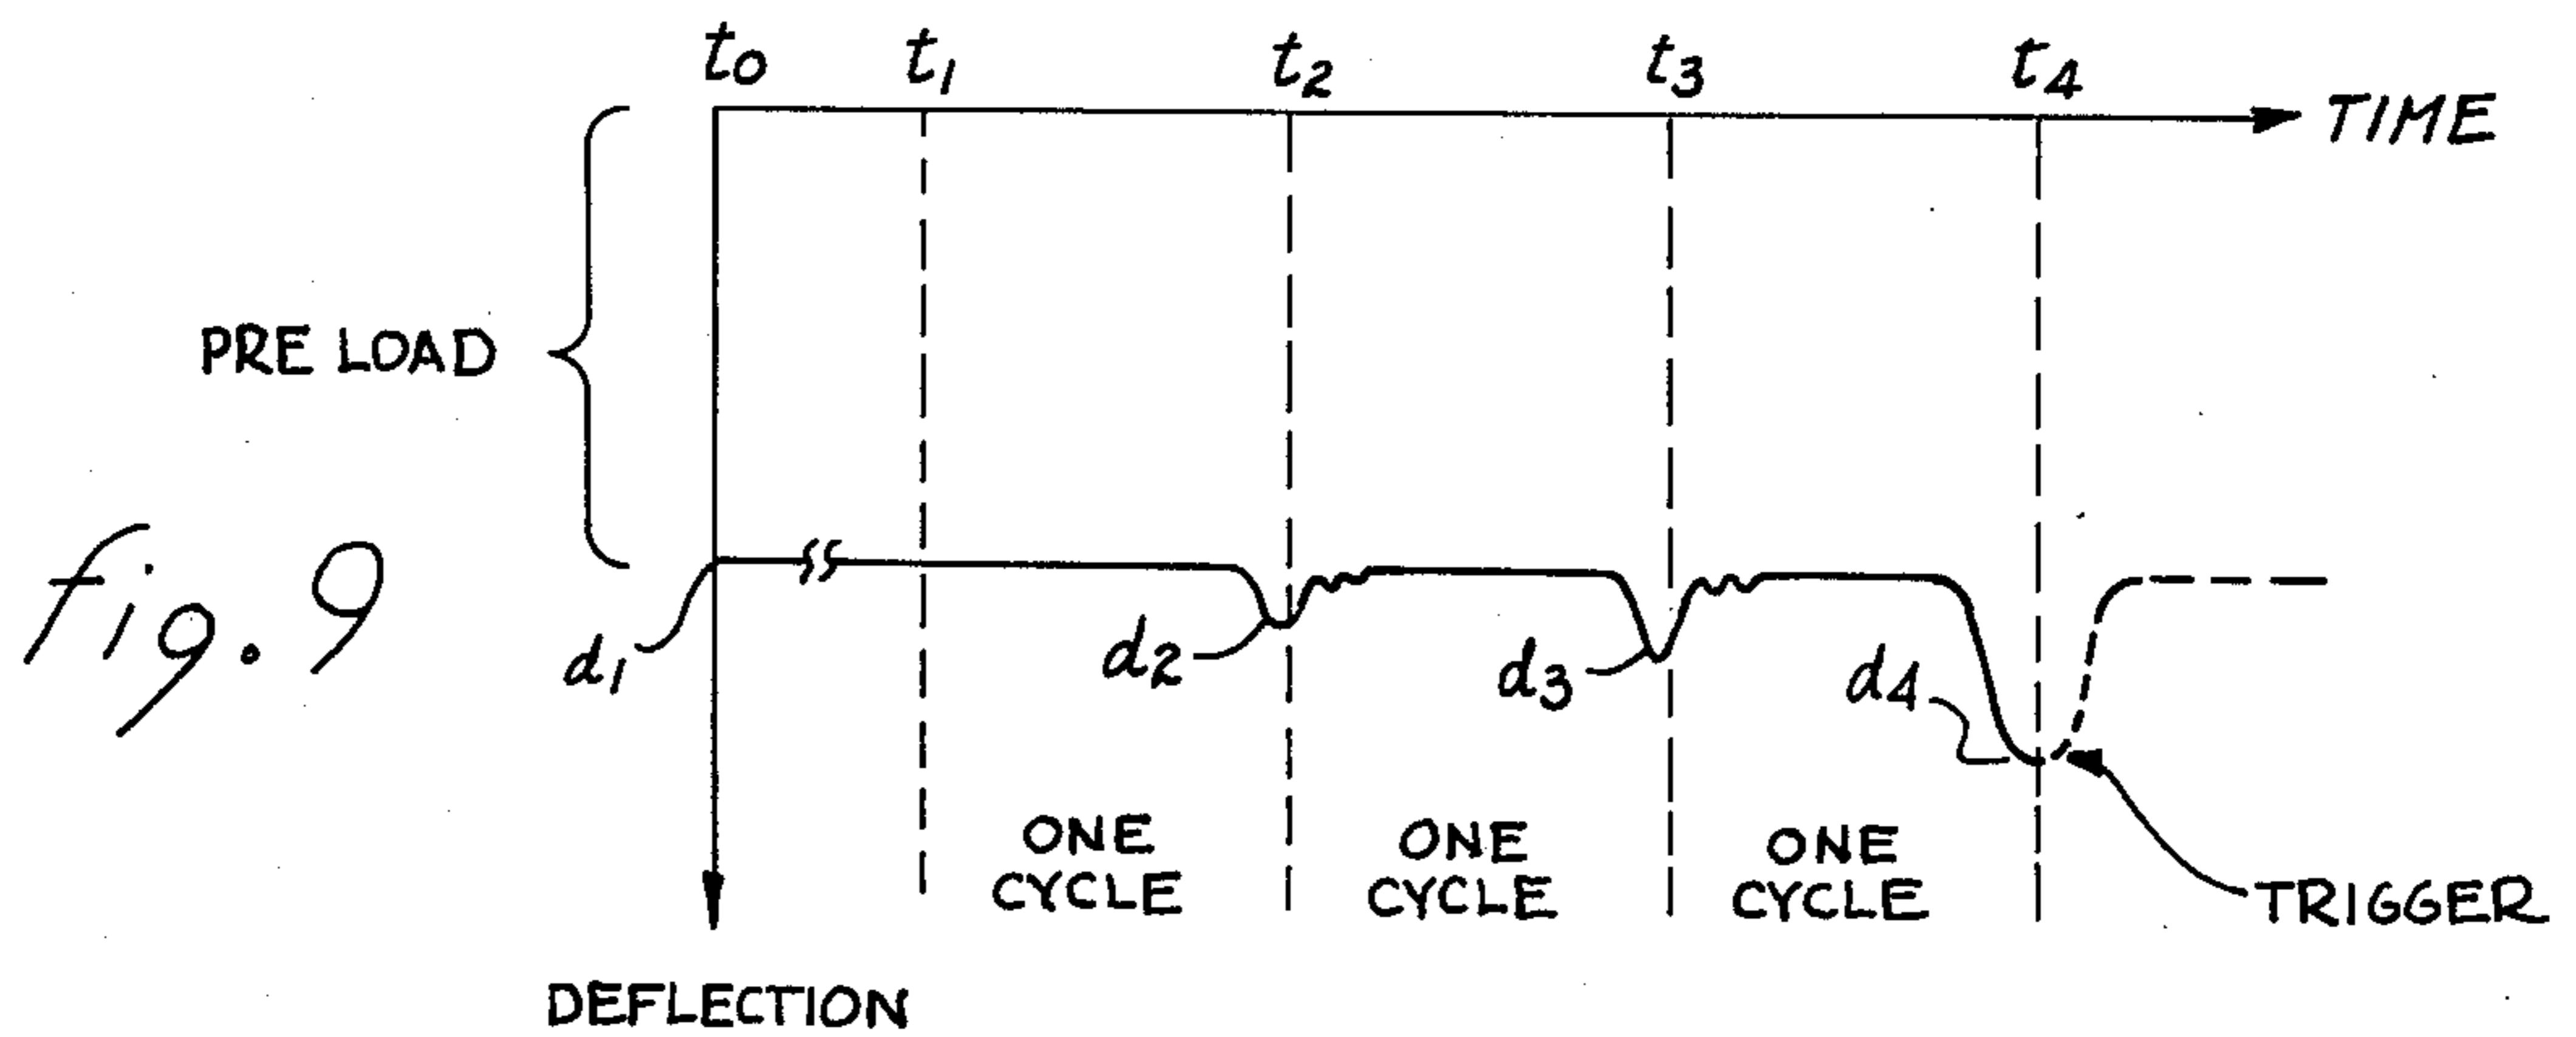 t0 t1 t2 t3 t4
TIME
PRE LOAD
fig. 9
d1 d2 d3 d4
ONE CYCLE
ONE CYCLE
ONE CYCLE
TRIGGER
DEFLECTION